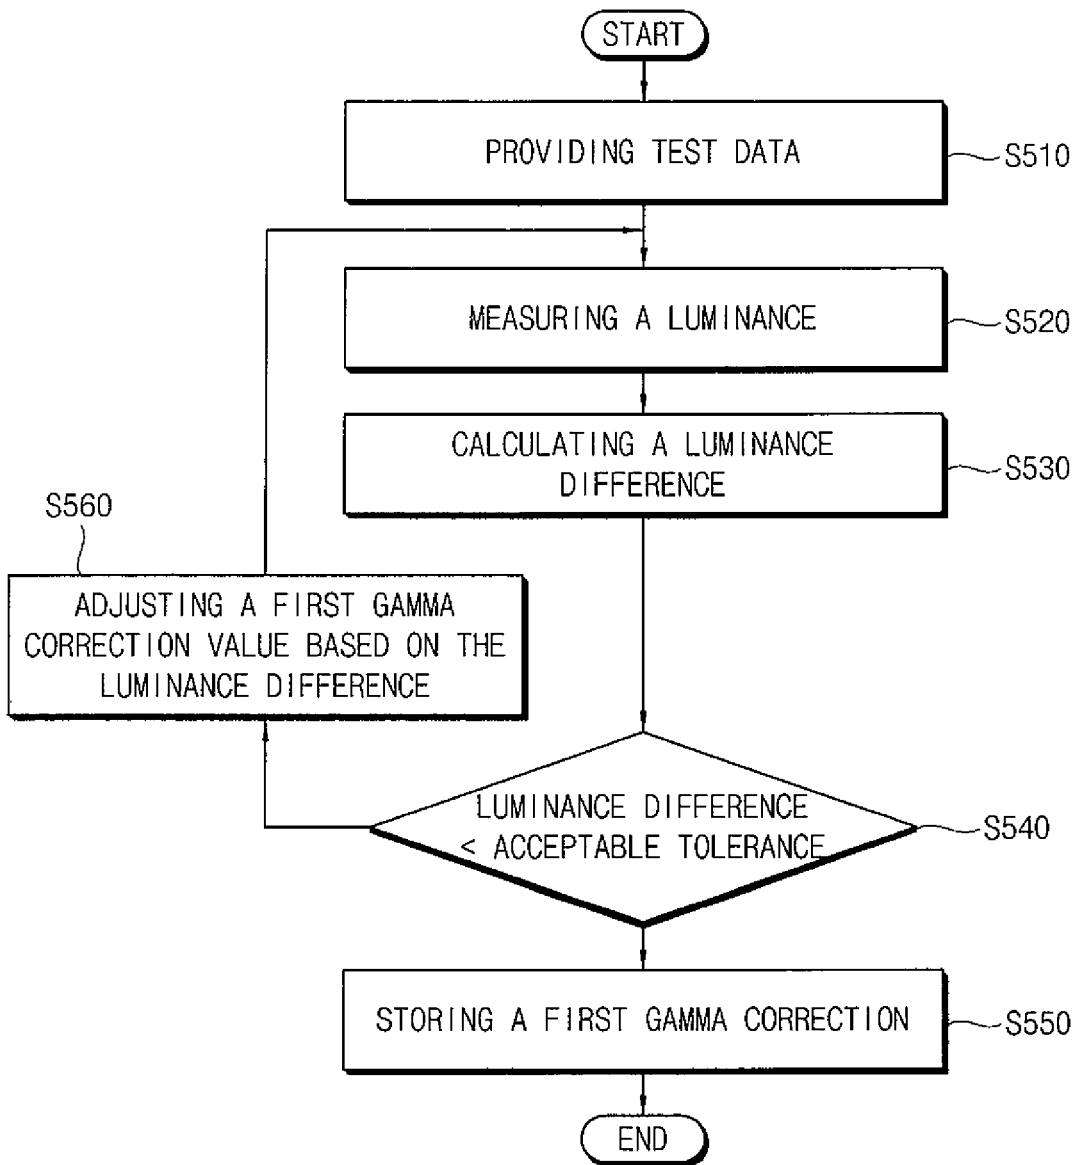 START
PROVIDING TEST DATA
S510
MEASURING A LUMINANCE
S520
CALCULATING A LUMINANCE
DIFFERENCE
S530
S560
ADJUSTING A FIRST GAMMA
CORRECTION VALUE BASED ON THE
LUMINANCE DIFFERENCE
LUMINANCE DIFFERENCE
< ACCEPTABLE TOLERANCE
S540
STORING A FIRST GAMMA CORRECTION
S550
END